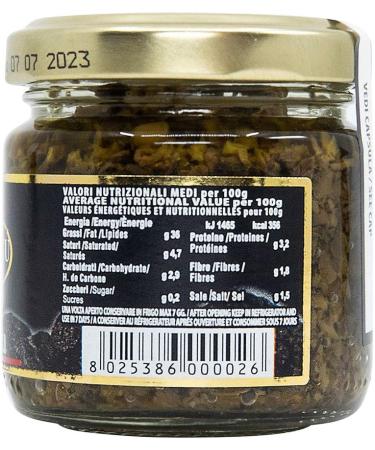 07 07 2023
VEDI CAPSULA / SEE CAP
VALORI NUTRIZIONALI MEDI per 100g
AVERAGE NUTRITIONAL VALUE per 100g
VALEURS ÉNERGÉTIQUES ET NUTRITIONNELLES pour 100g
Energia /Energy/Énergie kJ 1465 kcal 356
Grassi /Fat /Lipides g 36
Saturi /Saturated/
Saturés g 4,7
Carboidrati /Carbohydrate/
H. de Carbone g 2,9
Zuccheri /Sugar/
Sucres g 0,2
Proteine /Proteines /
Protéines g 3,2
Fibre /Fibres /
Fibres g 1,8
Sale /Salt/ Sel g 1,5
UNA VOLTA APERTO CONSERVARE IN FRIGO MAX 7 GG. / AFTER OPENING KEEP IN REFRIGERATOR AND
USE IN 7 DAYS / A CONSERVER AU RÉFRIGÉRATEUR APRÈS OUVERTURE ET CONSOMMER SOUS 7 JOURS
8 025386 000026